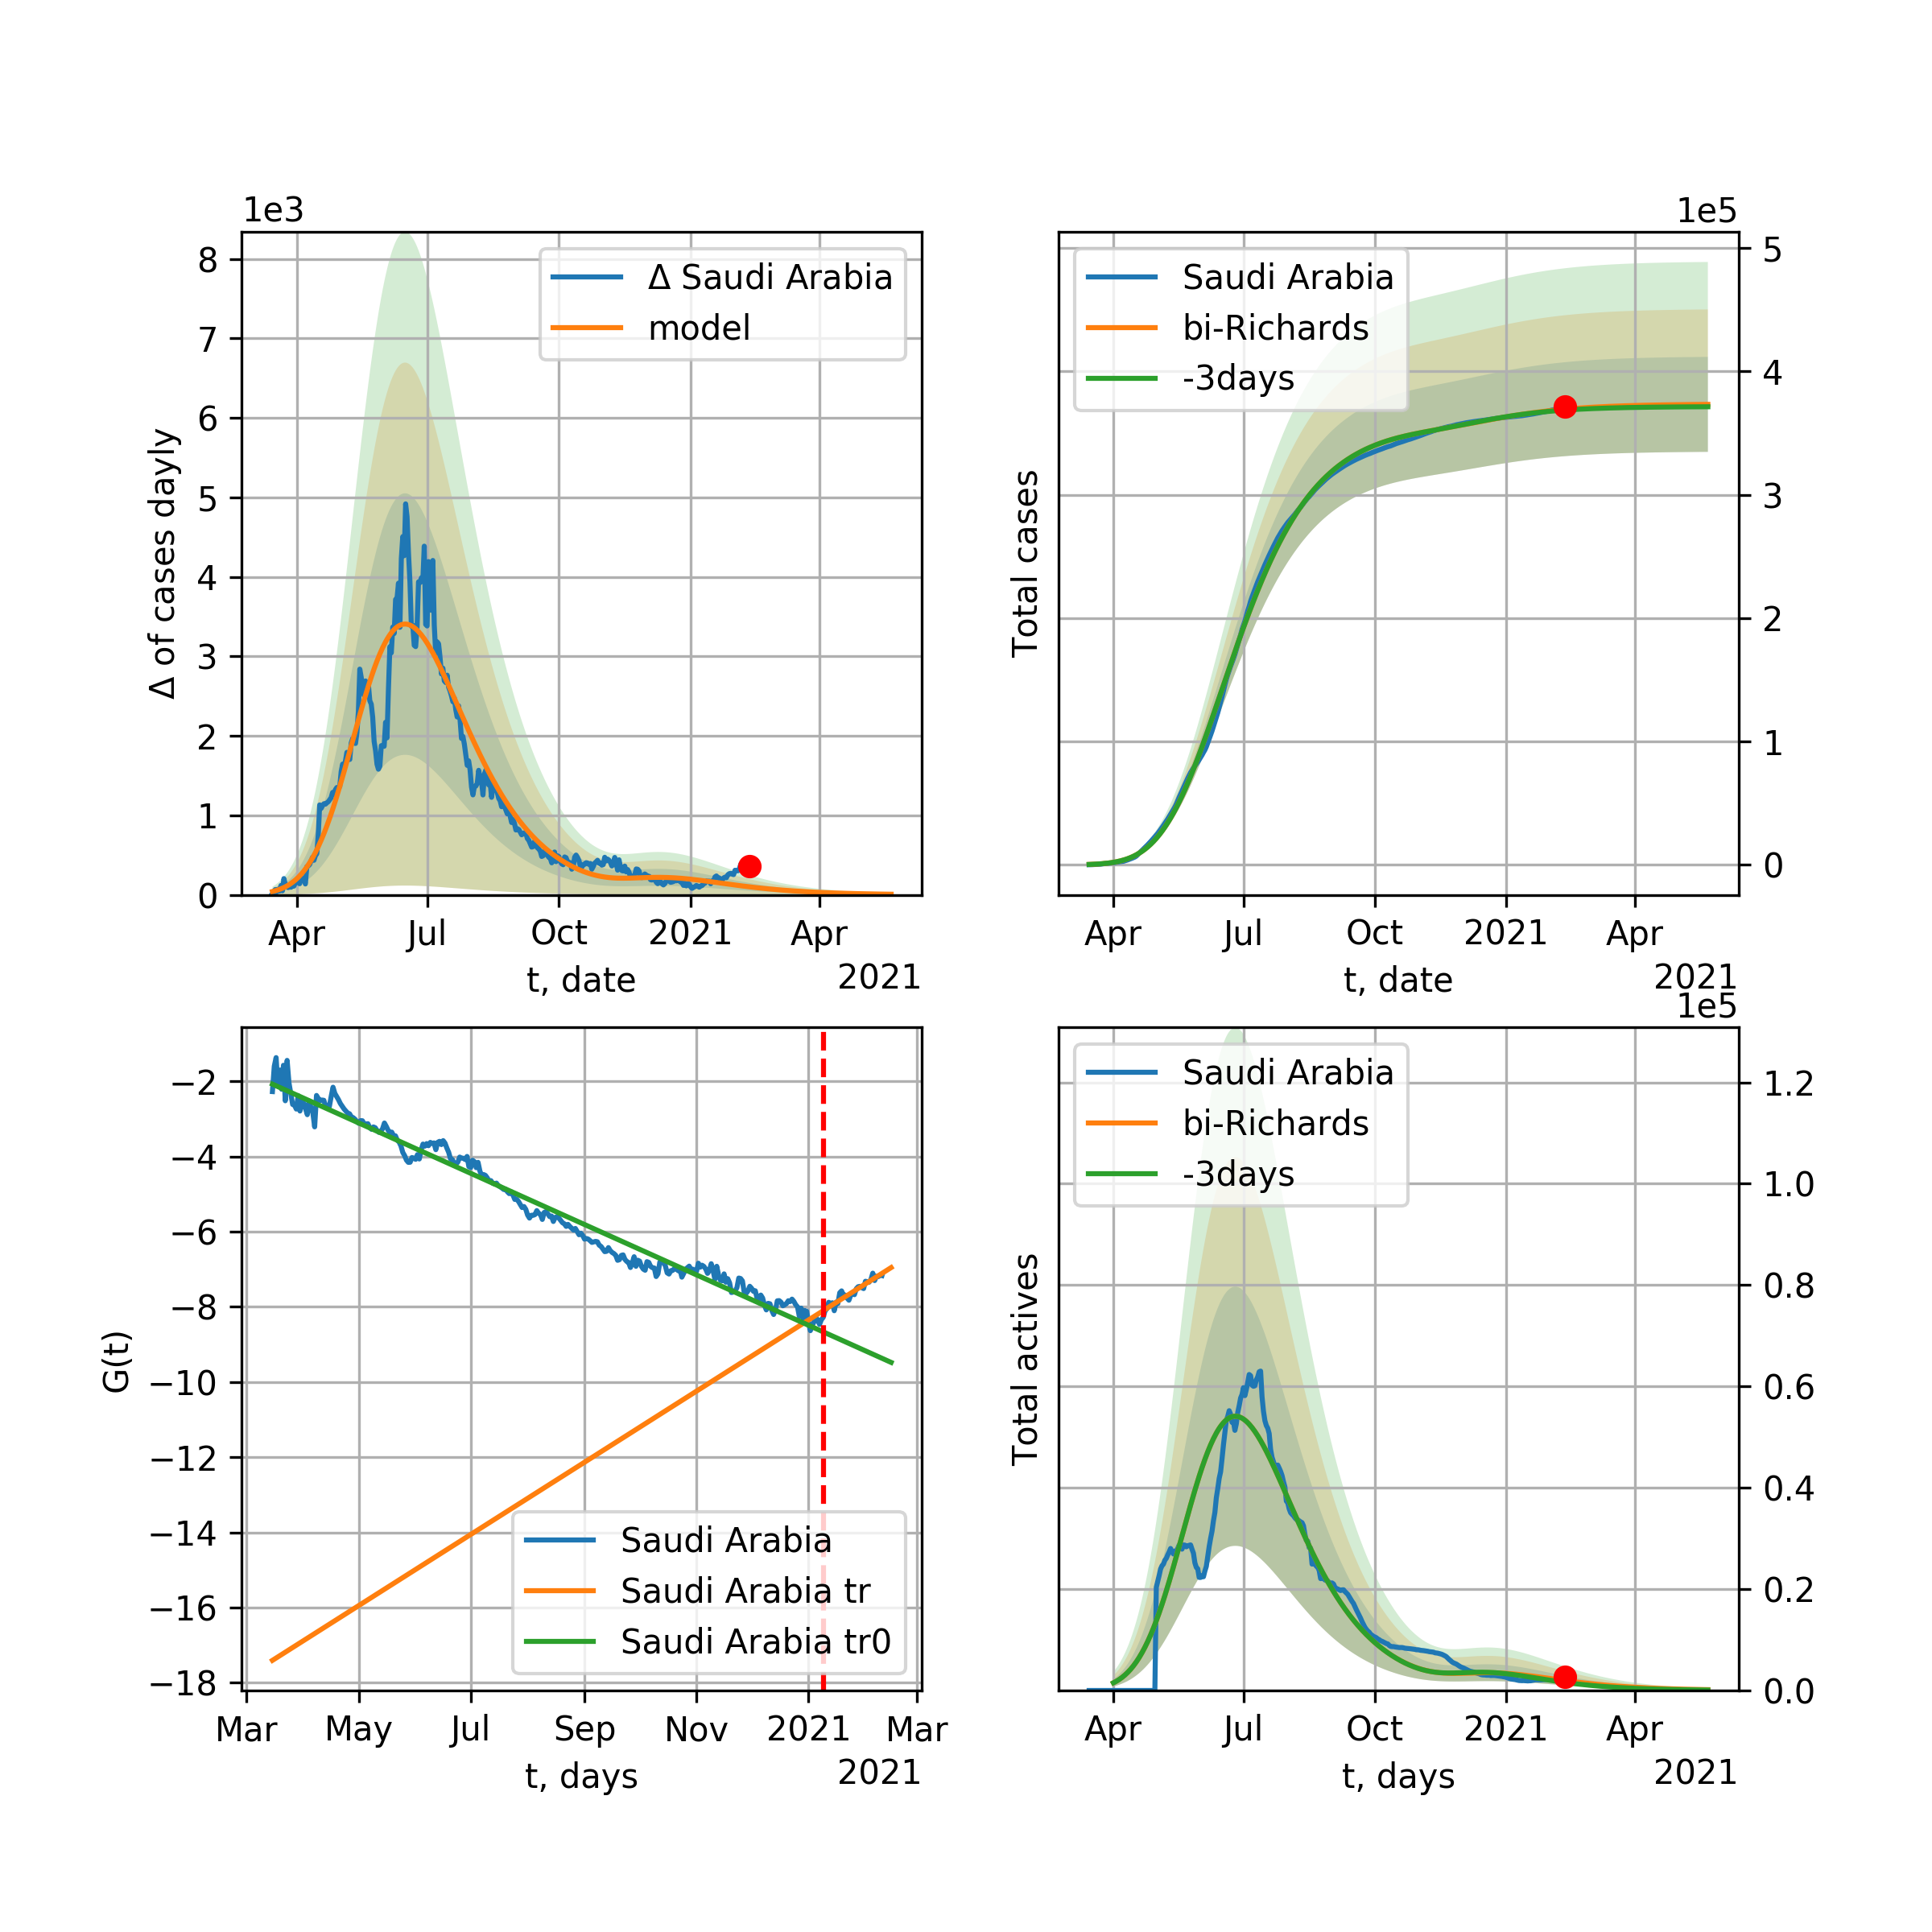 1e3
8
7
6
5
4
3
2
1
0
Δ of cases dayly
Δ Saudi Arabia
model
Apr Jul Oct 2021 Apr
t, date
2021
1e5
5
4
3
2
1
0
Total cases
Saudi Arabia
bi-Richards
-3days
Apr Jul Oct 2021 Apr
t, date
2021
−2
−4
−6
−8
−10
−12
−14
−16
−18
G(t)
Saudi Arabia
Saudi Arabia tr
Saudi Arabia tr0
Mar May Jul Sep Nov 2021 Mar
t, days
2021
1e5
1.2
1.0
0.8
0.6
0.4
0.2
0.0
Total actives
Saudi Arabia
bi-Richards
-3days
Apr Jul Oct 2021 Apr
t, days
2021